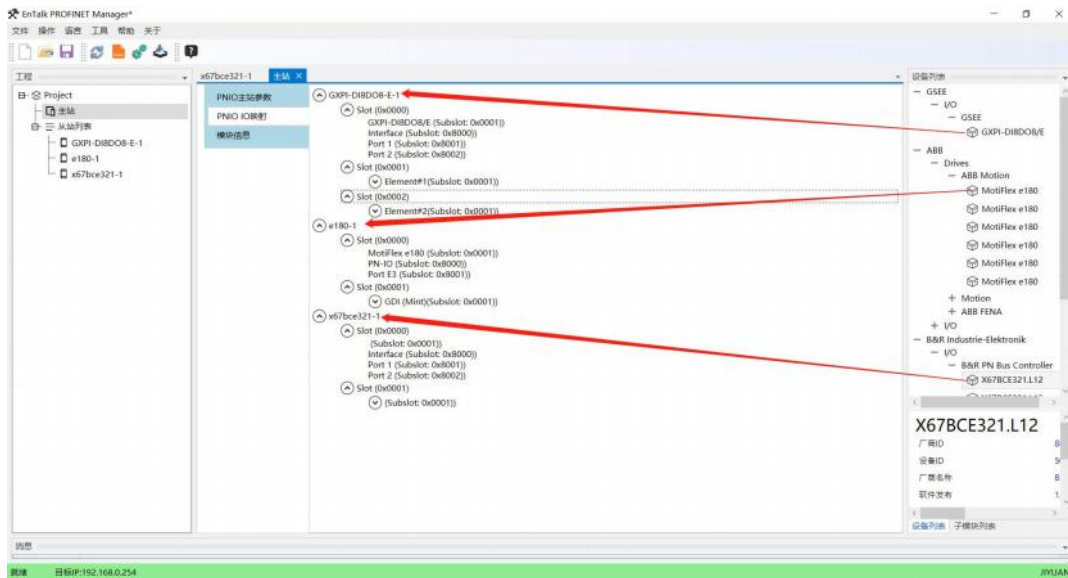 EnTalk PROFINET Manager*
文件 操作 语言 工具 帮助 关于
工程
Project
主站
从站列表
GXPI-DI8DO8-E-1
e180-1
x67bce321-1
x67bce321-1 主站
PNIO主站参数
PNIO IO映射
模块信息
GXPI-DI8DO8-E-1
Slot (0x0000)
GXPI-DI8DO8/E (Subslot: 0x0001))
Interface (Subslot: 0x8000))
Port 1 (Subslot: 0x8001))
Port 2 (Subslot: 0x8002))
Slot (0x0001)
Element#1(Subslot: 0x0001))
Slot (0x0002)
Element#2(Subslot: 0x0001))
e180-1
Slot (0x0000)
MotiFlex e180 (Subslot: 0x0001))
PN-IO (Subslot: 0x8000))
Port E3 (Subslot: 0x8001))
Slot (0x0001)
GDI (Mint)(Subslot: 0x0001))
x67bce321-1
Slot (0x0000)
(Subslot: 0x0001))
Interface (Subslot: 0x8000))
Port 1 (Subslot: 0x8001))
Port 2 (Subslot: 0x8002))
Slot (0x0001)
(Subslot: 0x0001))
设备列表
GSEE
I/O
GSEE
GXPI-DI8DO8/E
ABB
Drives
ABB Motion
MotiFlex e180
MotiFlex e180
MotiFlex e180
MotiFlex e180
MotiFlex e180
MotiFlex e180
Motion
ABB FENA
I/O
B&R Industrie-Elektronik
I/O
B&R PN Bus Controller
X67BCE321.L12
X67BCE321.L12
厂商ID
设备ID
厂商名称
软件发布
设备列表 子模块列表
消息
就绪 目标IP:192.168.0.254
JIYUAN